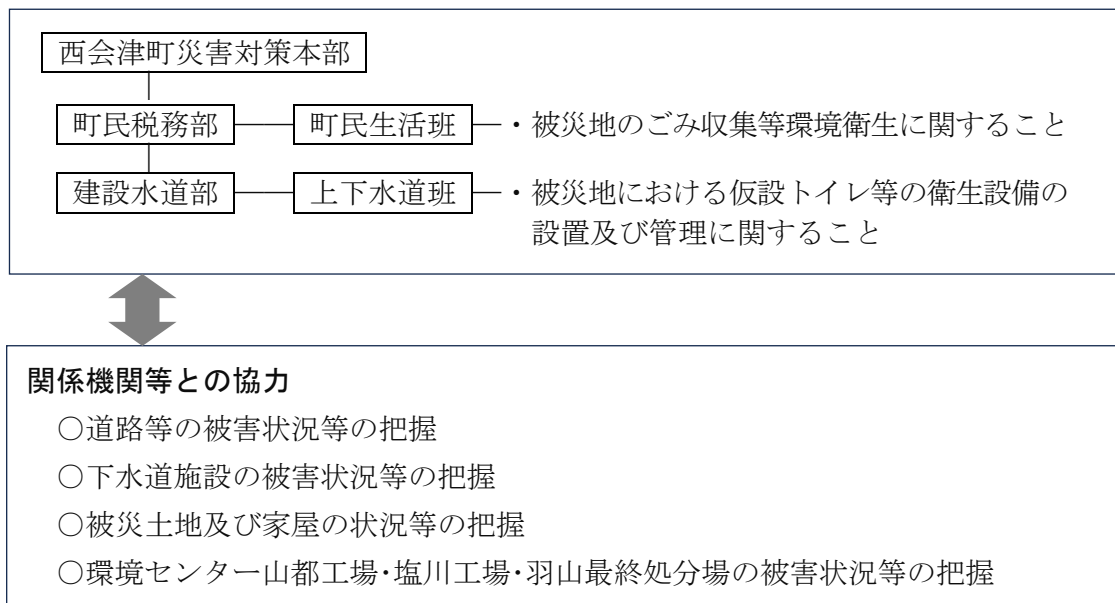 西会津町災害対策本部
町民税務部 町民生活班 ・被災地のごみ収集等環境衛生に関すること
建設水道部 上下水道班 ・被災地における仮設トイレ等の衛生設備の
設置及び管理に関すること
関係機関等との協力
○道路等の被害状況等の把握
○下水道施設の被害状況等の把握
○被災土地及び家屋の状況等の把握
○環境センター山都工場・塩川工場・羽山最終処分場の被害状況等の把握